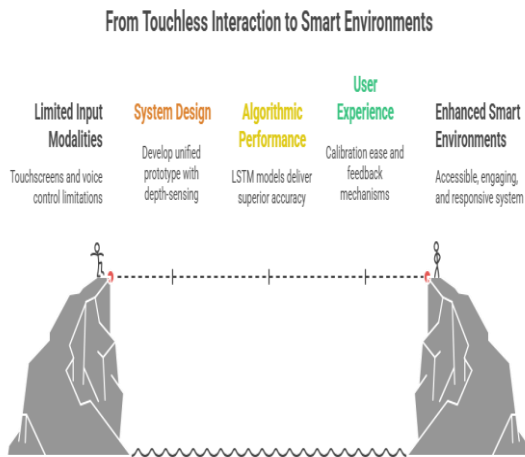 From Touchless Interaction to Smart Environments
Limited Input
Modalities
Touchscreens and voice
control limitations
System Design
Develop unified
prototype with
depth-sensing
Algorithmic
Performance
LSTM models deliver
superior accuracy
User
Experience
Calibration ease and
feedback
mechanisms
Enhanced Smart
Environments
Accessible, engaging,
and responsive system